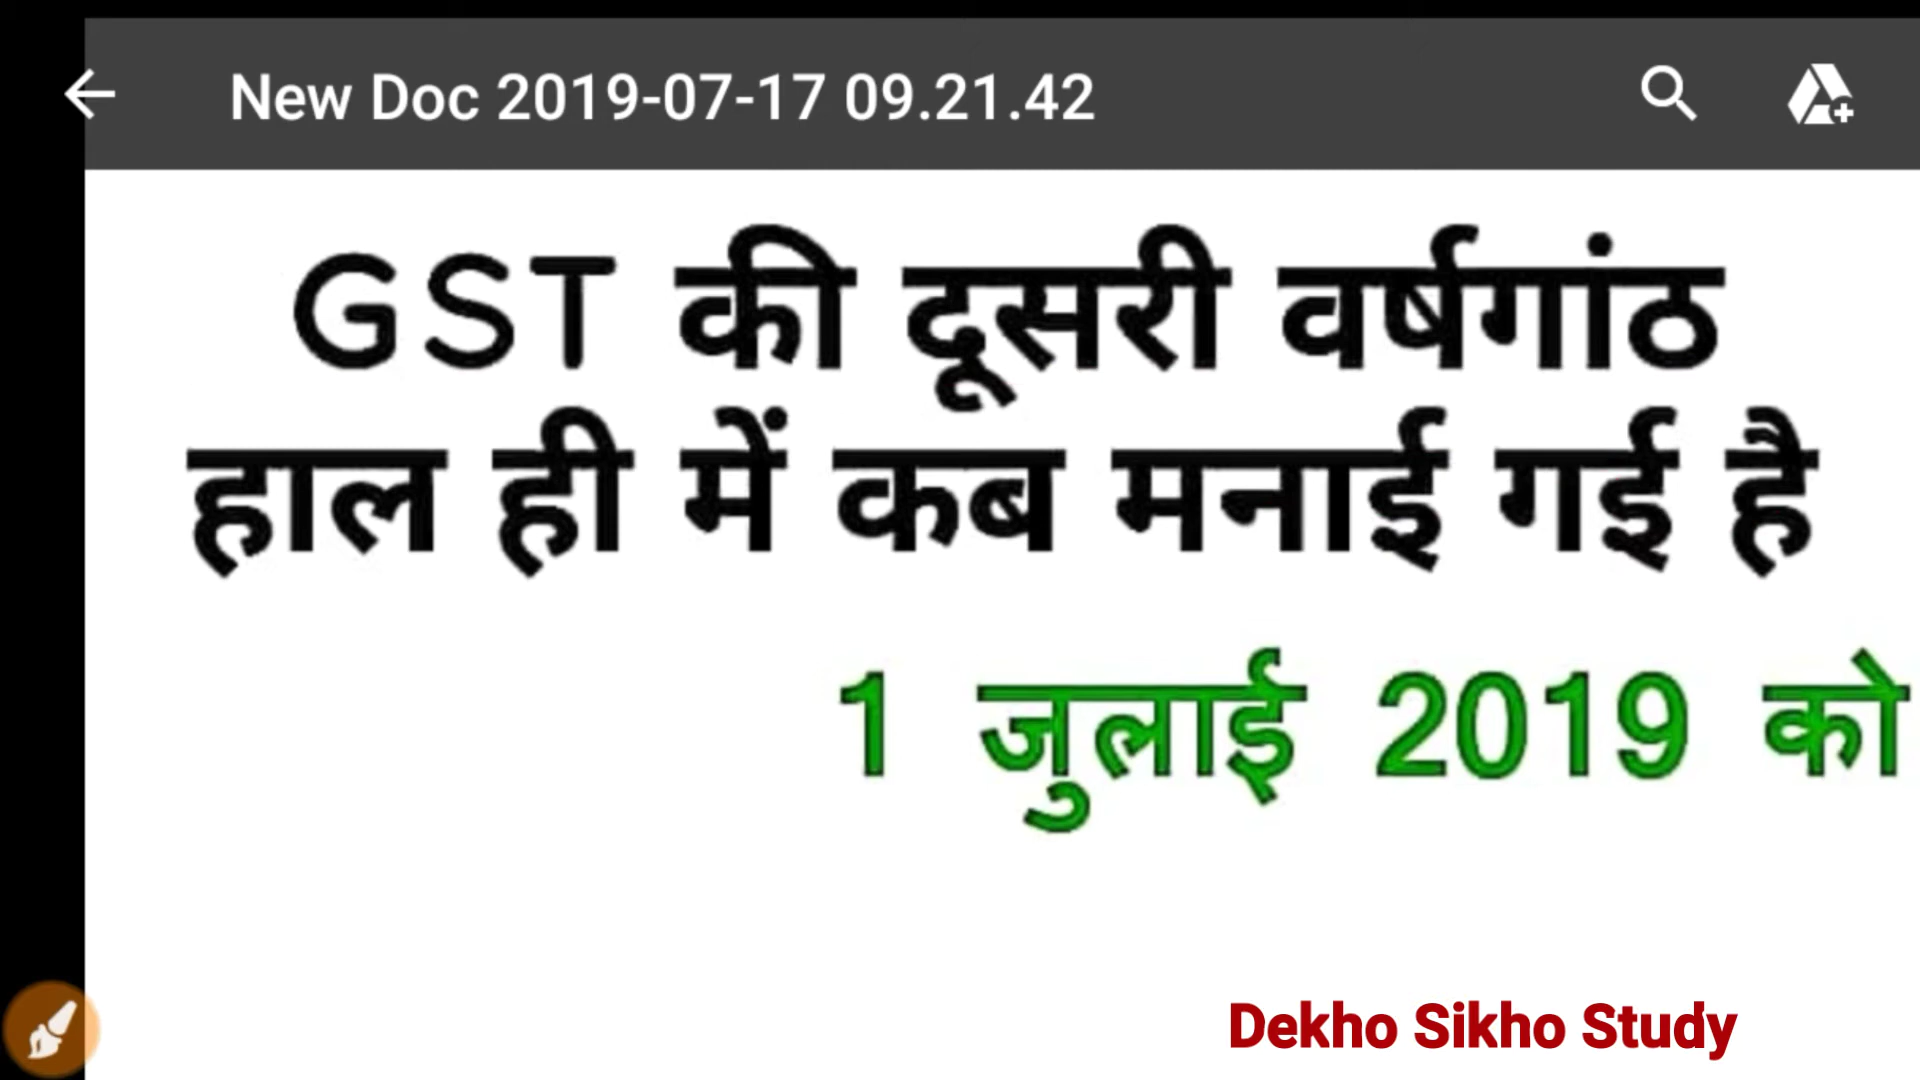 New Doc 2019-07-17 09.21.42
GST की दूसरी वर्षगांठ
हाल ही में कब मनाई गई है
1 जुलाई 2019 को
Dekho Sikho Study